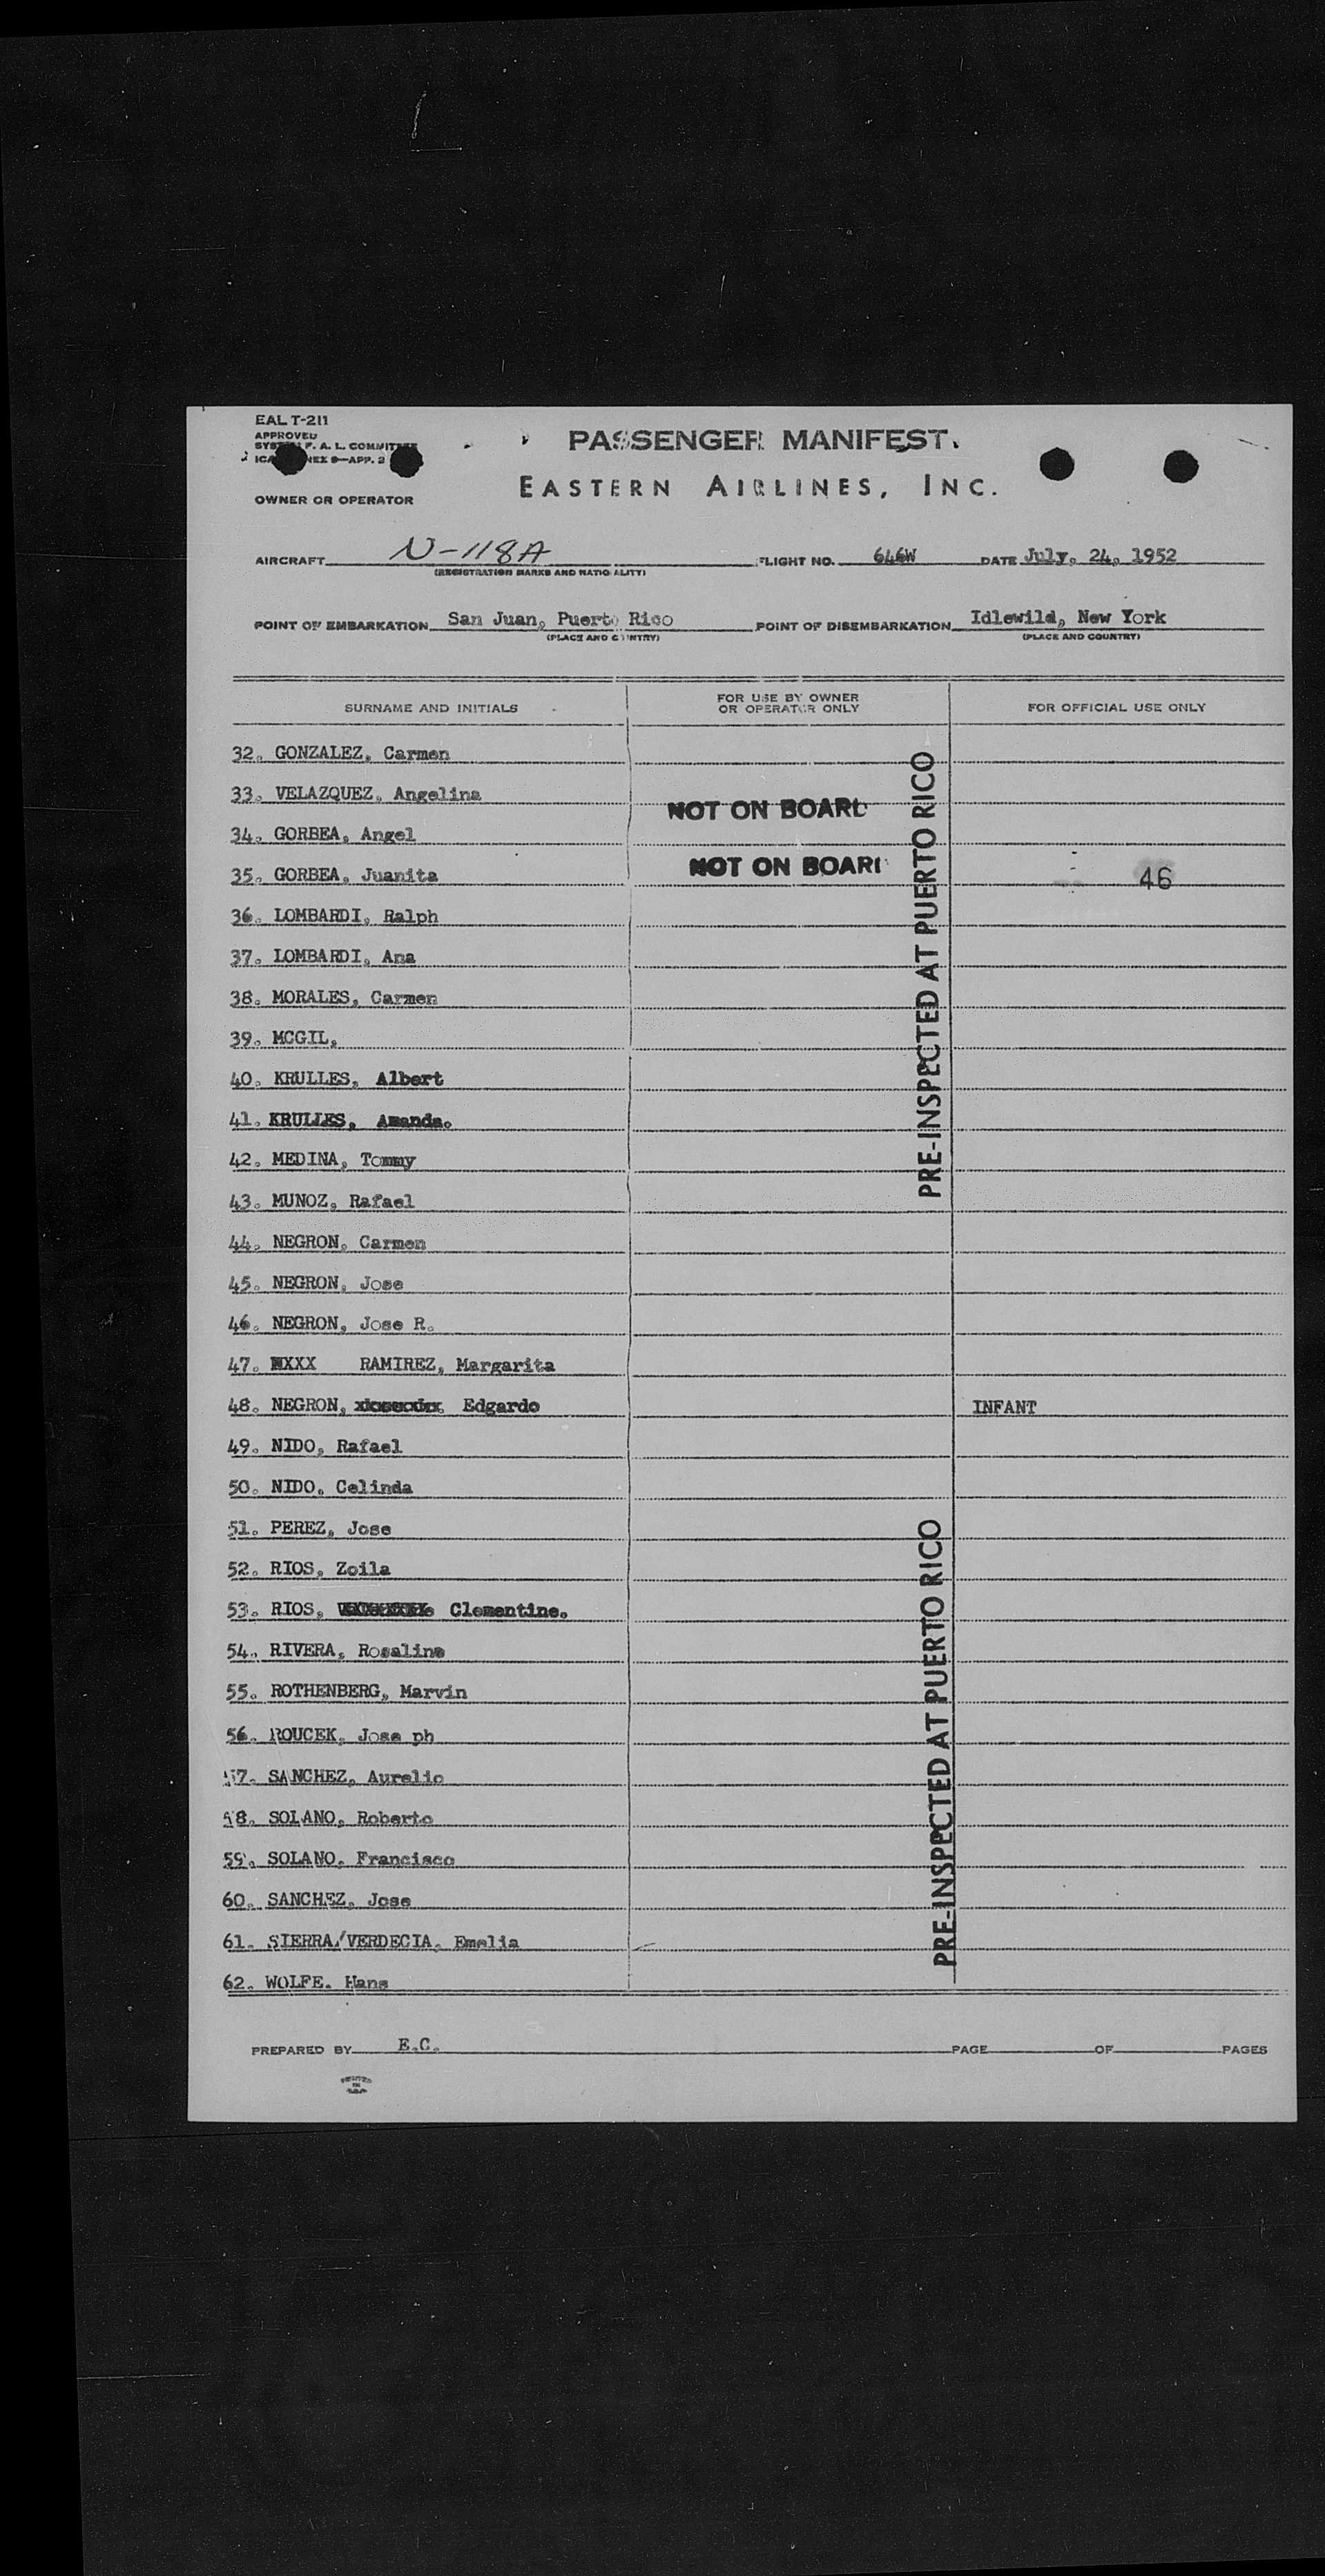 EAL T-211
APPROVED
F. A. L. COMMITTEE
9—APP. 2
OWNER OR OPERATOR
PASSENGER MANIFEST.
EASTERN AIRLINES, INC.
AIRCRAFT N-118A FLIGHT NO. 646W DATE July, 24, 1952
(REGISTRATION MARKS AND NATIONALITY)
POINT OF EMBARKATION San Juan, Puerto Rico POINT OF DISEMBARKATION Idlewild, New York
(PLACE AND COUNTRY) (PLACE AND COUNTRY)
SURNAME AND INITIALS FOR USE BY OWNER OR OPERATOR ONLY FOR OFFICIAL USE ONLY
32. GONZALEZ, Carmen
33. VELAZQUEZ, Angelina
NOT ON BOARD
34. GORBEA, Angel
NOT ON BOARD
35. GORBEA, Juanita 46
36. LOMBARDI, Ralph
37. LOMBARDI, Ana
38. MORALES, Carmen
39. MCGIL,
40. KRULLES, Albert
41. KRULLES, Amanda.
42. MEDINA, Tommy
43. MUNOZ, Rafael
PRE-INSPECTED AT PUERTO RICO
44. NEGRON, Carmen
45. NEGRON, Jose
46. NEGRON, Jose R.
47. XXX RAMIREZ, Margarita
48. NEGRON, Edgardo INFANT
49. NIDO, Rafael
50. NIDO, Celinda
51. PEREZ, Jose
52. RIOS, Zoila
53. RIOS, Clementine.
54. RIVERA, Rosaline
55. ROTHENBERG, Marvin
56. ROUCEK, Jose ph
57. SANCHEZ, Aurelio
58. SOLANO, Roberto
59. SOLANO, Francisco
60. SANCHEZ, Jose
61. SIERRA/VERDECIA, Emelia
62. WOLFE, Hans
PRE-INSPECTED AT PUERTO RICO
PREPARED BY E.C. PAGE OF PAGES